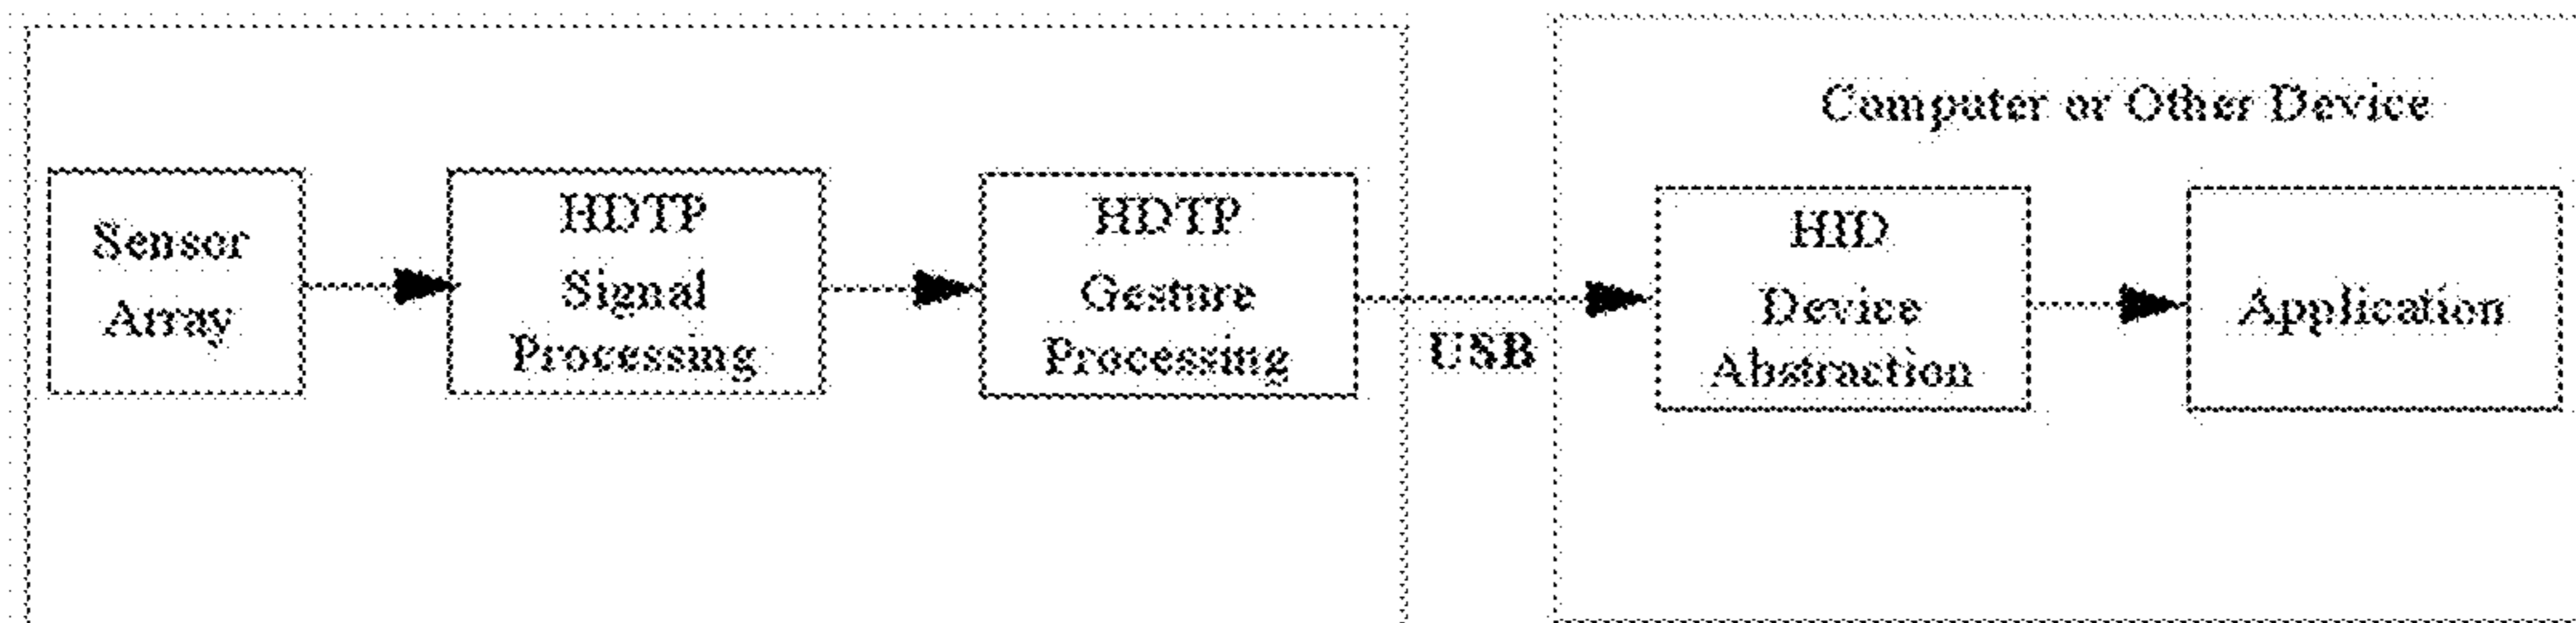 Computer or Other Device
Sensor
Array
HDTP
Signal
Processing
HDTP
Gesture
Processing
USB
HID
Device
Abstraction
Application